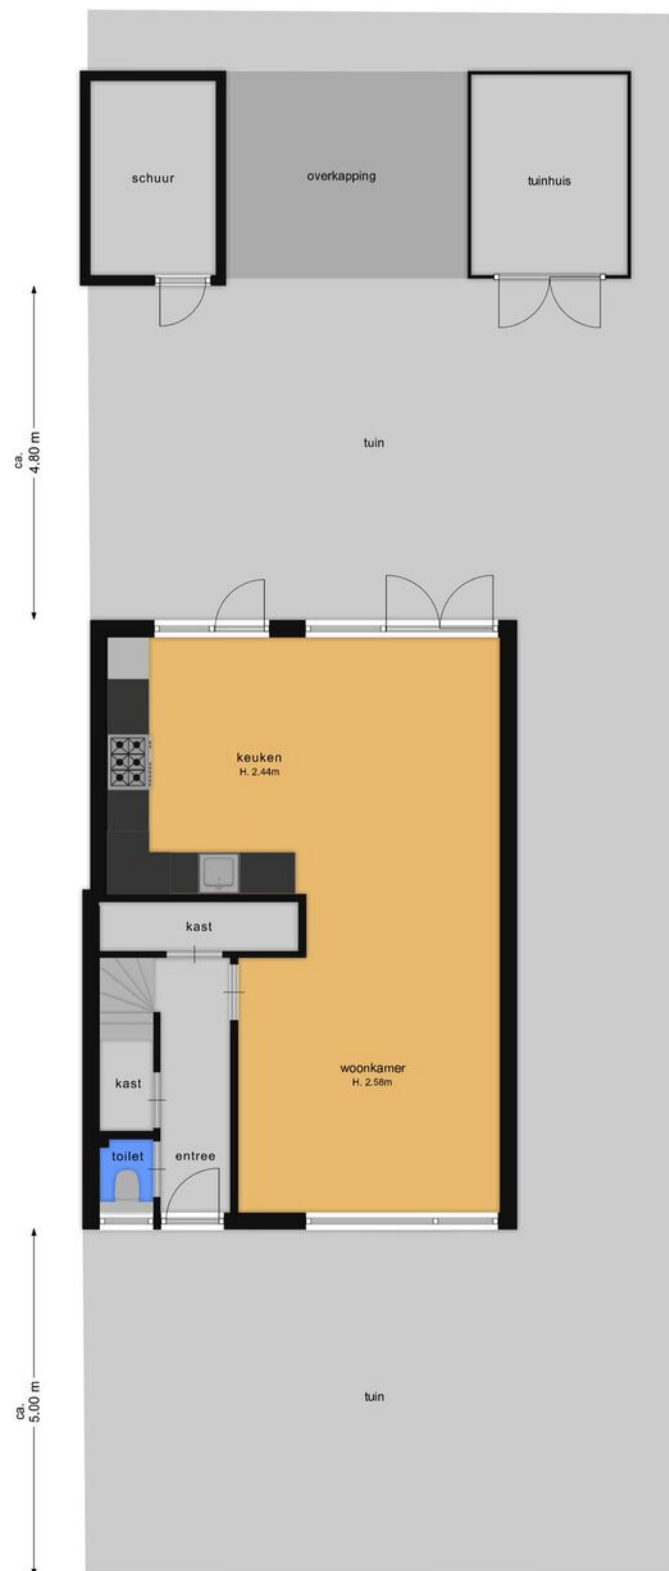 schuur
overkapping
tuinhuis
ca.
4.80 m
tuin
keuken
H. 2.44m
kast
woonkamer
H. 2.58m
kast
toilet
entree
ca.
5.00 m
tuin